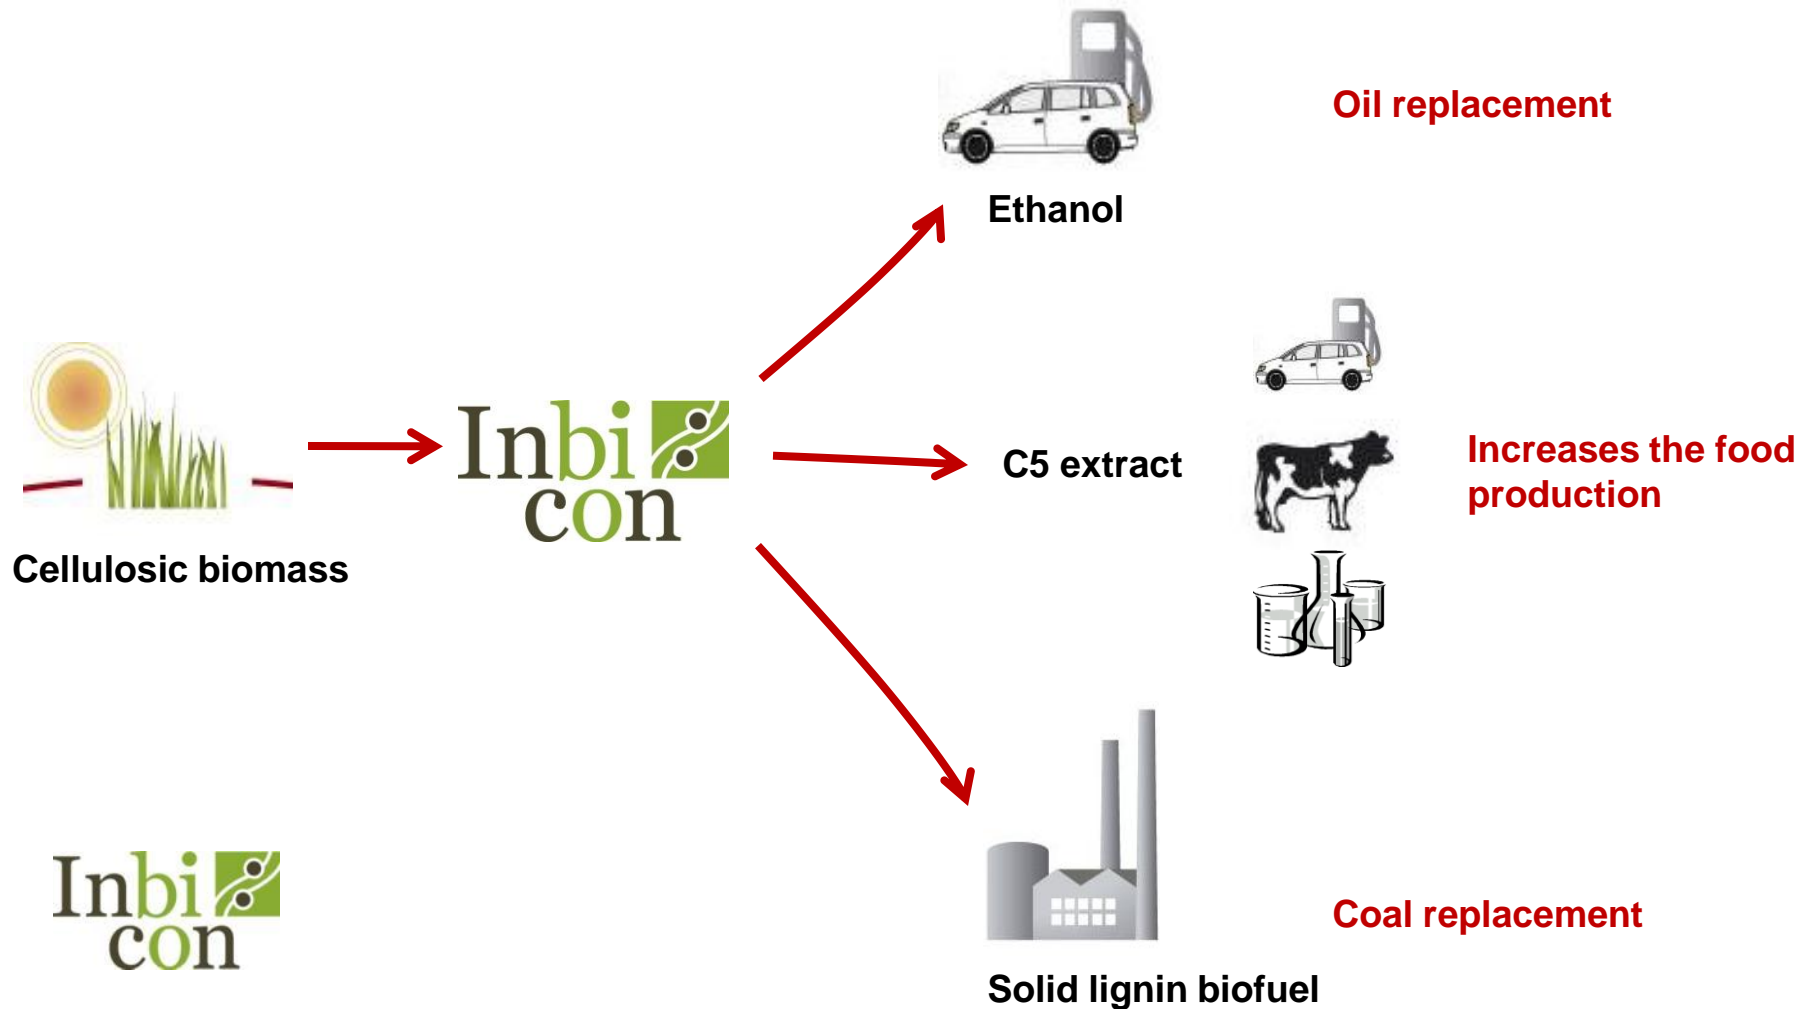 Oil replacement
Ethanol
Inbi
con
C5 extract
Increases the food
production
Cellulosic biomass
Inbi
con
Coal replacement
Solid lignin biofuel